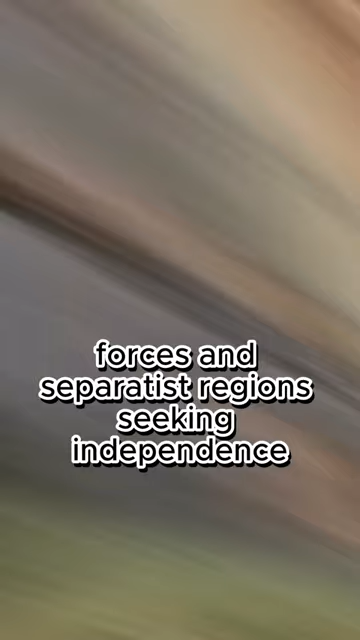 forces and
separatist regions
seeking
independence